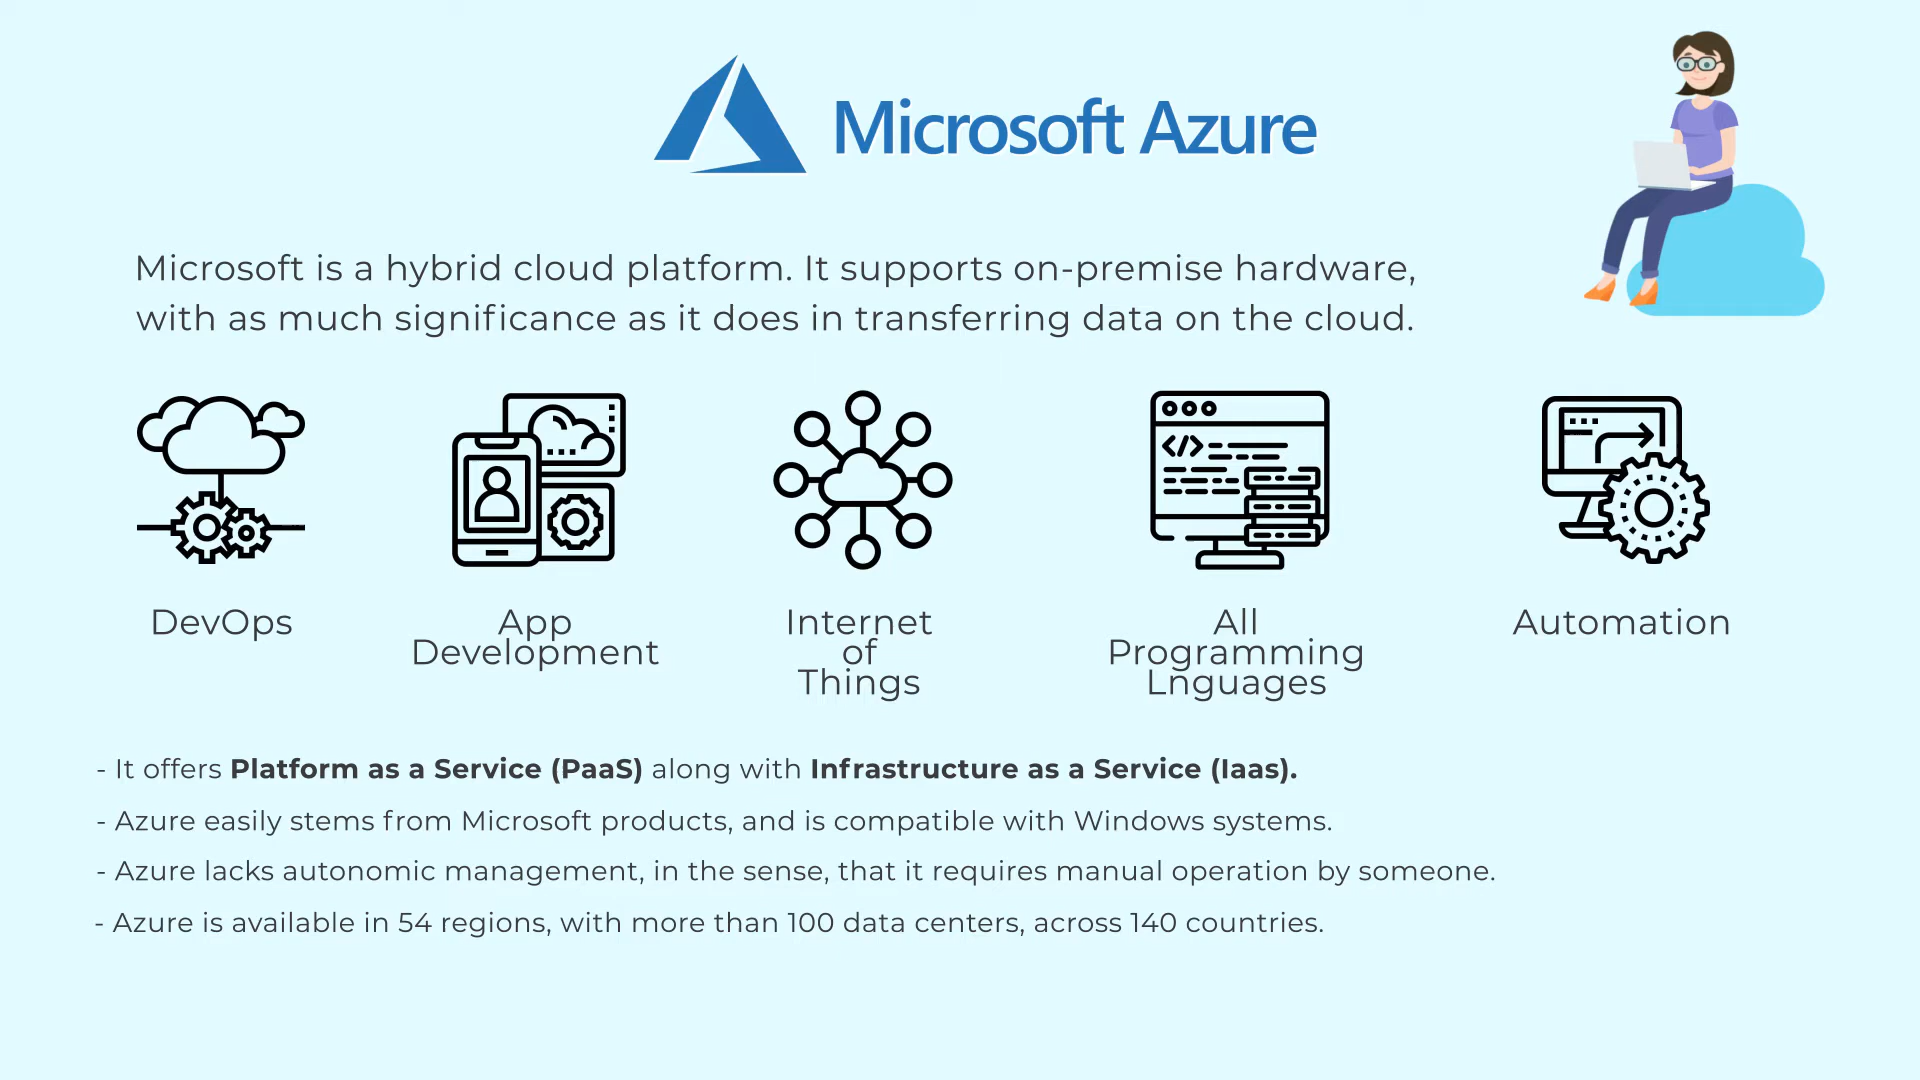 Microsoft Azure
Microsoft is a hybrid cloud platform. It supports on-premise hardware,
with as much significance as it does in transferring data on the cloud.
DevOps
App
Development
Internet
of
Things
All
Programming
Lnguages
Automation
- It offers Platform as a Service (PaaS) along with Infrastructure as a Service (Iaas).
- Azure easily stems from Microsoft products, and is compatible with Windows systems.
- Azure lacks autonomic management, in the sense, that it requires manual operation by someone.
- Azure is available in 54 regions, with more than 100 data centers, across 140 countries.